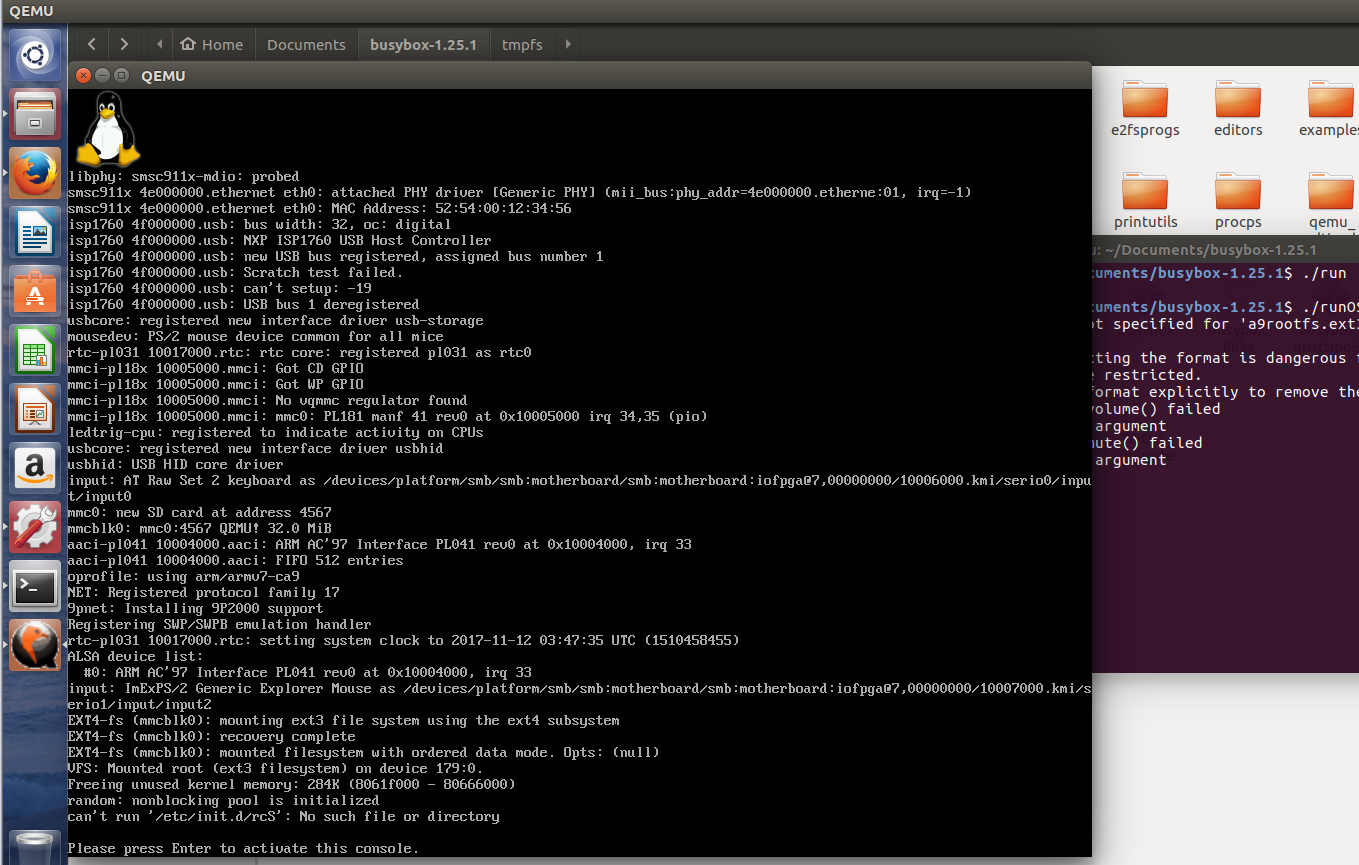 QEMU
Home
Documents
busybox-1.25.1
tmpfs
QEMU
libphy: smsc911x-mdio: probed
smsc911x 4e000000.ethernet eth0: attached PHY driver [Generic PHY] (mii_bus:phy_addr=4e000000.etherne:01, irq=-1)
smsc911x 4e000000.ethernet eth0: MAC Address: 52:54:00:12:34:56
isp1760 4f000000.usb: bus width: 32, oc: digital
isp1760 4f000000.usb: NXP ISP1760 USB Host Controller
isp1760 4f000000.usb: new USB bus registered, assigned bus number 1
isp1760 4f000000.usb: Scratch test failed.
isp1760 4f000000.usb: can't setup: -19
isp1760 4f000000.usb: USB bus 1 deregistered
usbcore: registered new interface driver usb-storage
mousedev: PS/2 mouse device common for all mice
rtc-pl031 10017000.rtc: rtc core: registered pl031 as rtc0
mmci-pl18x 10005000.mmci: Got CD GPIO
mmci-pl18x 10005000.mmci: Got WP GPIO
mmci-pl18x 10005000.mmci: No vqmmc regulator found
mmci-pl18x 10005000.mmci: mmc0: PL181 manf 41 rev0 at 0x10005000 irq 34,35 (pio)
ledtrig-cpu: registered to indicate activity on CPUs
usbcore: registered new interface driver usbhid
usbhid: USB HID core driver
input: AT Raw Set 2 keyboard as /devices/platform/smb/smb:motherboard/smb:motherboard:iofpga@7,00000000/10006000.kmi/serio0/inpu
t/input0
mmc0: new SD card at address 4567
mmcblk0: mmc0:4567 QEMU! 32.0 MiB
aaci-pl041 10004000.aaci: ARM AC'97 Interface PL041 rev0 at 0x10004000, irq 33
aaci-pl041 10004000.aaci: FIFO 512 entries
oprofile: using arm/armv7-ca9
NET: Registered protocol family 17
9pnet: Installing 9P2000 support
Registering SWP/SWPB emulation handler
rtc-pl031 10017000.rtc: setting system clock to 2017-11-12 03:47:35 UTC (1510458455)
ALSA device list:
#0: ARM AC'97 Interface PL041 rev0 at 0x10004000, irq 33
input: ImExPS/2 Generic Explorer Mouse as /devices/platform/smb/smb:motherboard/smb:motherboard:iofpga@7,00000000/10007000.kmi/s
erio1/input/input2
EXT4-fs (mmcblk0): mounting ext3 file system using the ext4 subsystem
EXT4-fs (mmcblk0): recovery complete
EXT4-fs (mmcblk0): mounted filesystem with ordered data mode. Opts: (null)
VFS: Mounted root (ext3 filesystem) on device 179:0.
Freeing unused kernel memory: 284K (8061f000 - 80666000)
random: nonblocking pool is initialized
can't run '/etc/init.d/rcS': No such file or directory
Please press Enter to activate this console.
e2fsprogs
editors
examples
printutils
procps
qemu_
u: ~/Documents/busybox-1.25.1
cuments/busybox-1.25.1$ ./run
cuments/busybox-1.25.1$ ./runOS
ot specified for 'a9rootfs.ext3
cting the format is dangerous f
e restricted.
format explicitly to remove the
volume() failed
argument
mute() failed
argument